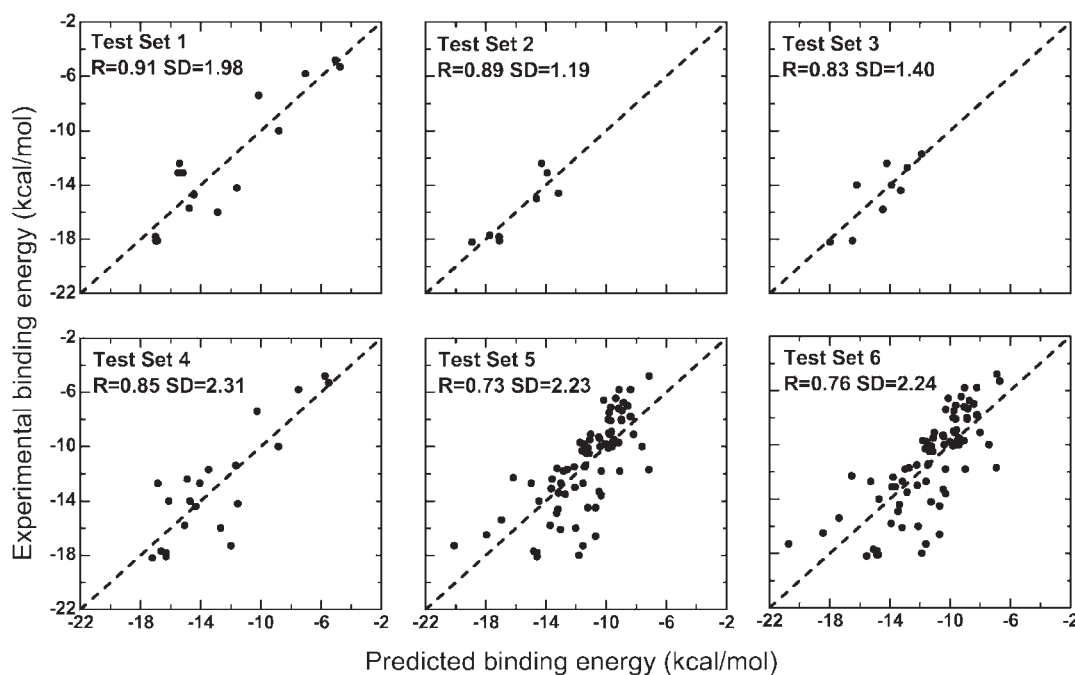 Experimental binding energy (kcal/mol)
-2
-6
-10
-14
-18
-22
Test Set 1
R=0.91 SD=1.98
Test Set 2
R=0.89 SD=1.19
Test Set 3
R=0.83 SD=1.40
-2
-6
-10
-14
-18
-22
Test Set 4
R=0.85 SD=2.31
Test Set 5
R=0.73 SD=2.23
Test Set 6
R=0.76 SD=2.24
-22 -18 -14 -10 -6 -2
-22 -18 -14 -10 -6 -2
-22 -18 -14 -10 -6 -2
Predicted binding energy (kcal/mol)